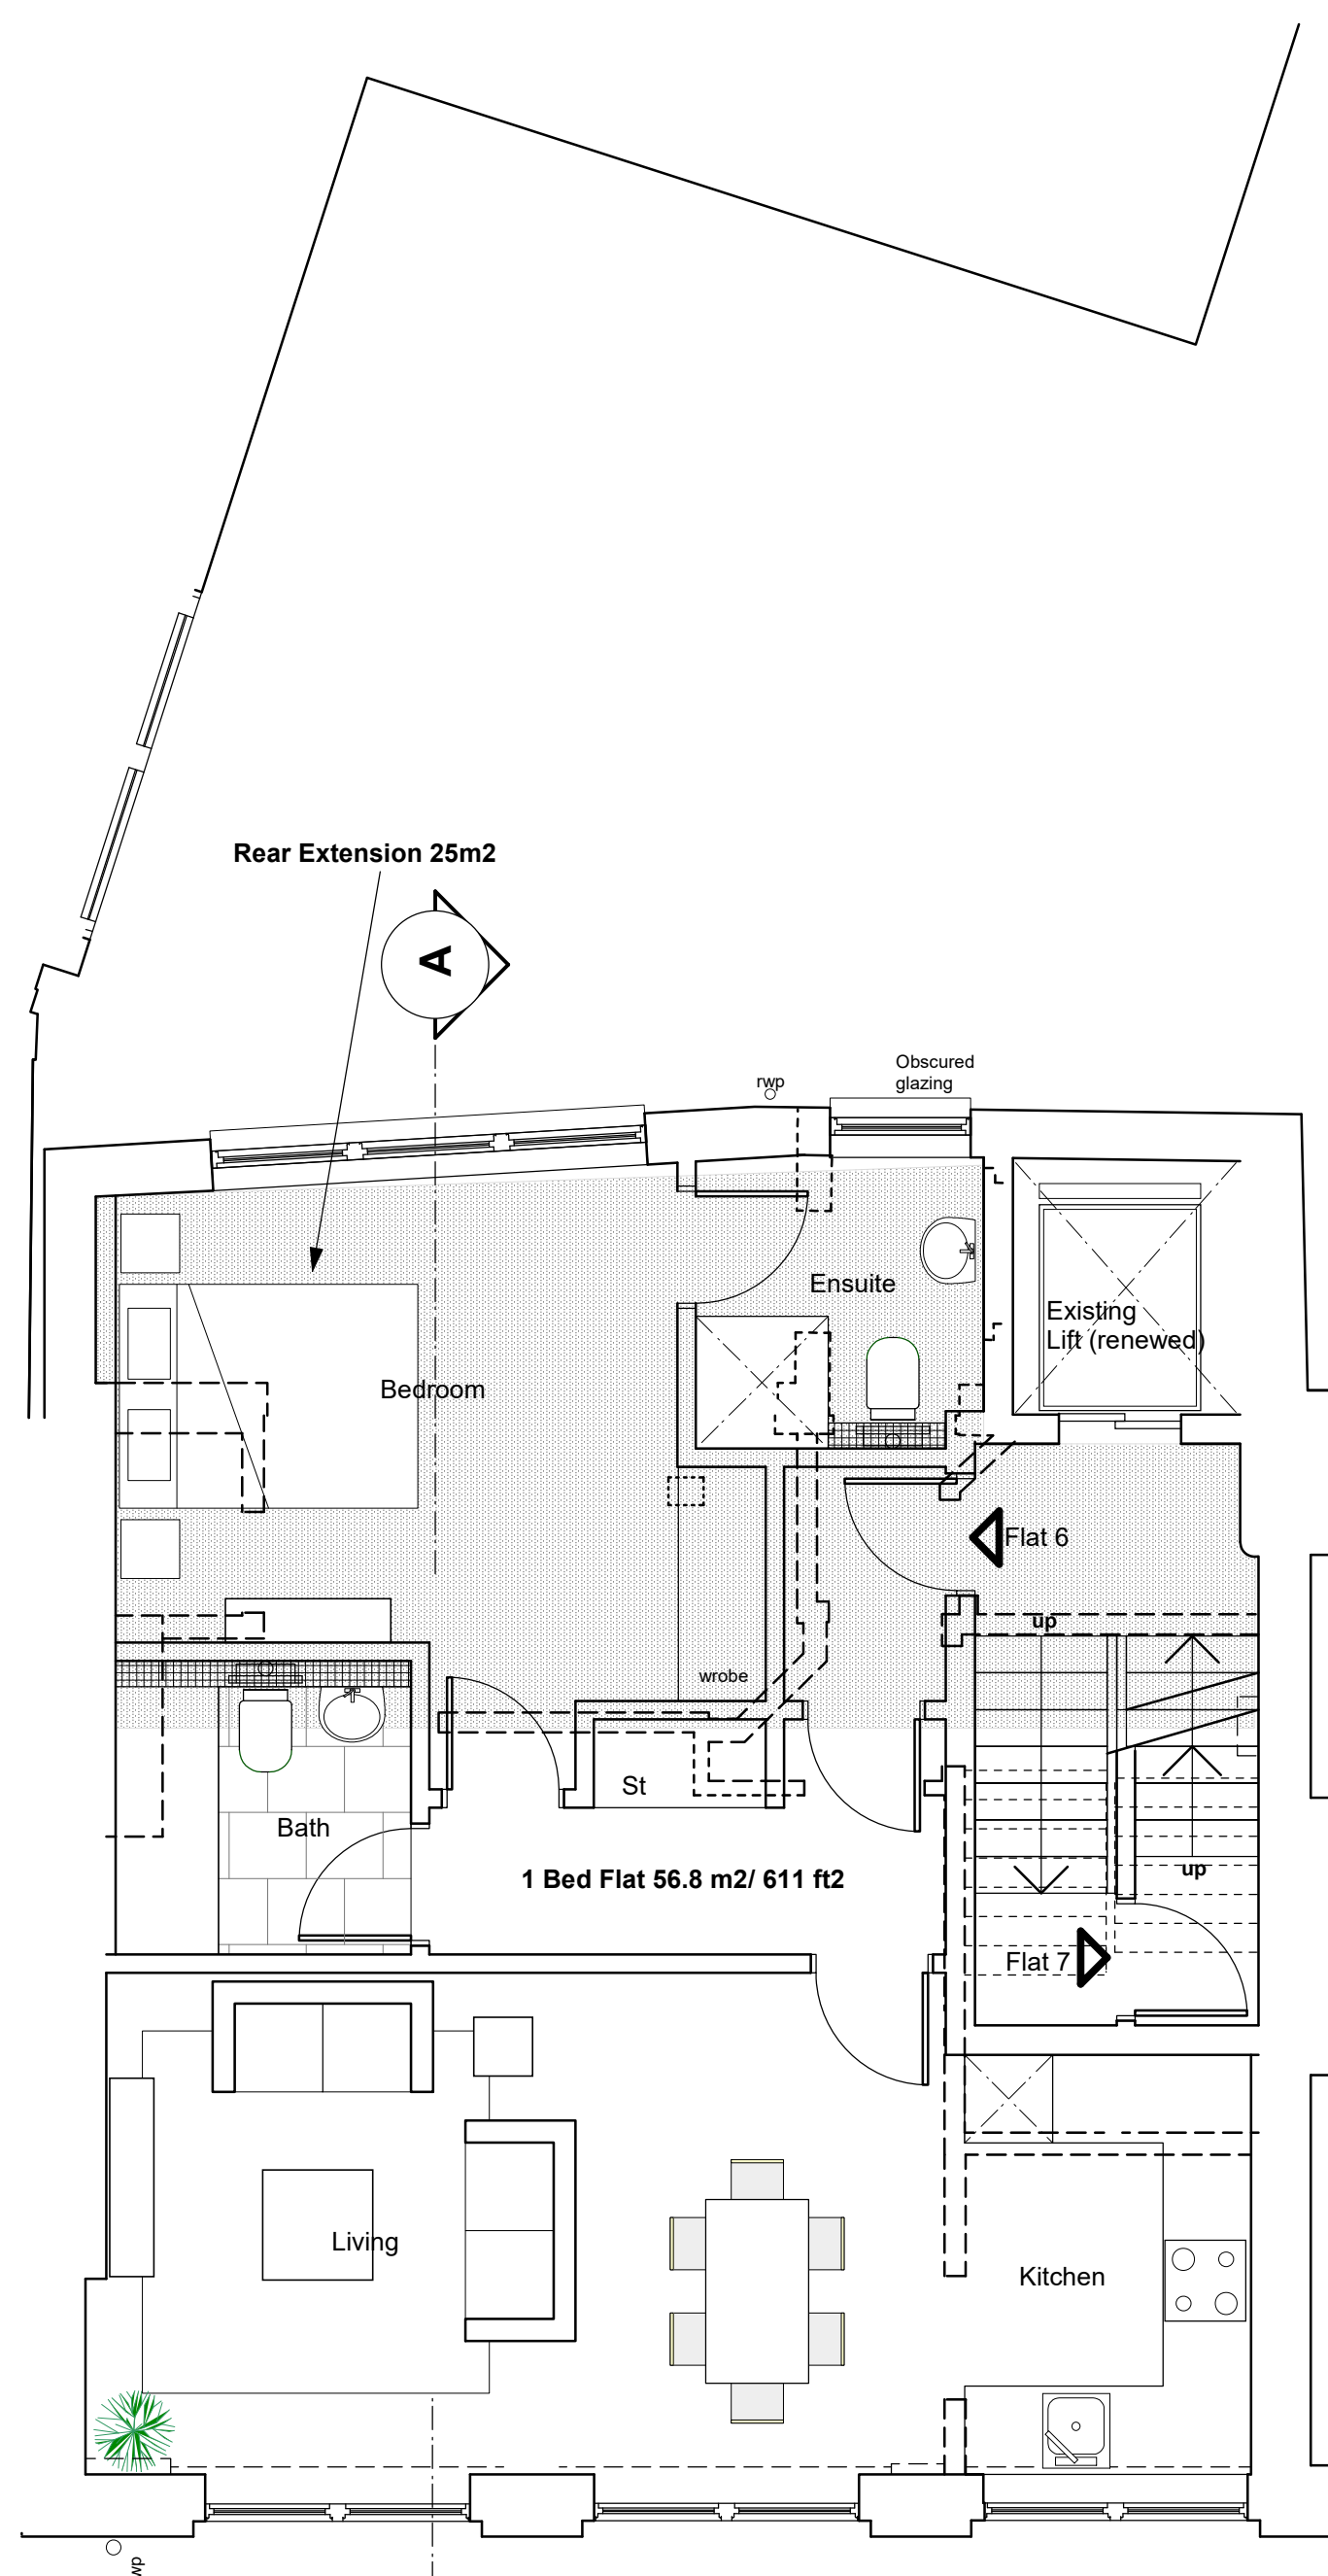 Rear Extension 25m2
A
Obscured
glazing
rwp
Ensuite
Existing
Lift (renewed)
Bedroom
Flat 6
up
wrobe
St
Bath
1 Bed Flat 56.8 m2/ 611 ft2
up
Flat 7
Living
Kitchen